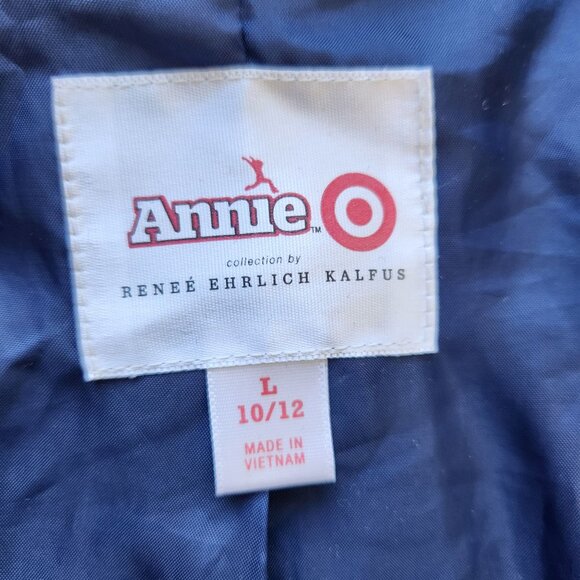 Annie™
collection by
RENEÉ EHRLICH KALFUS
L
10/12
MADE IN
VIETNAM